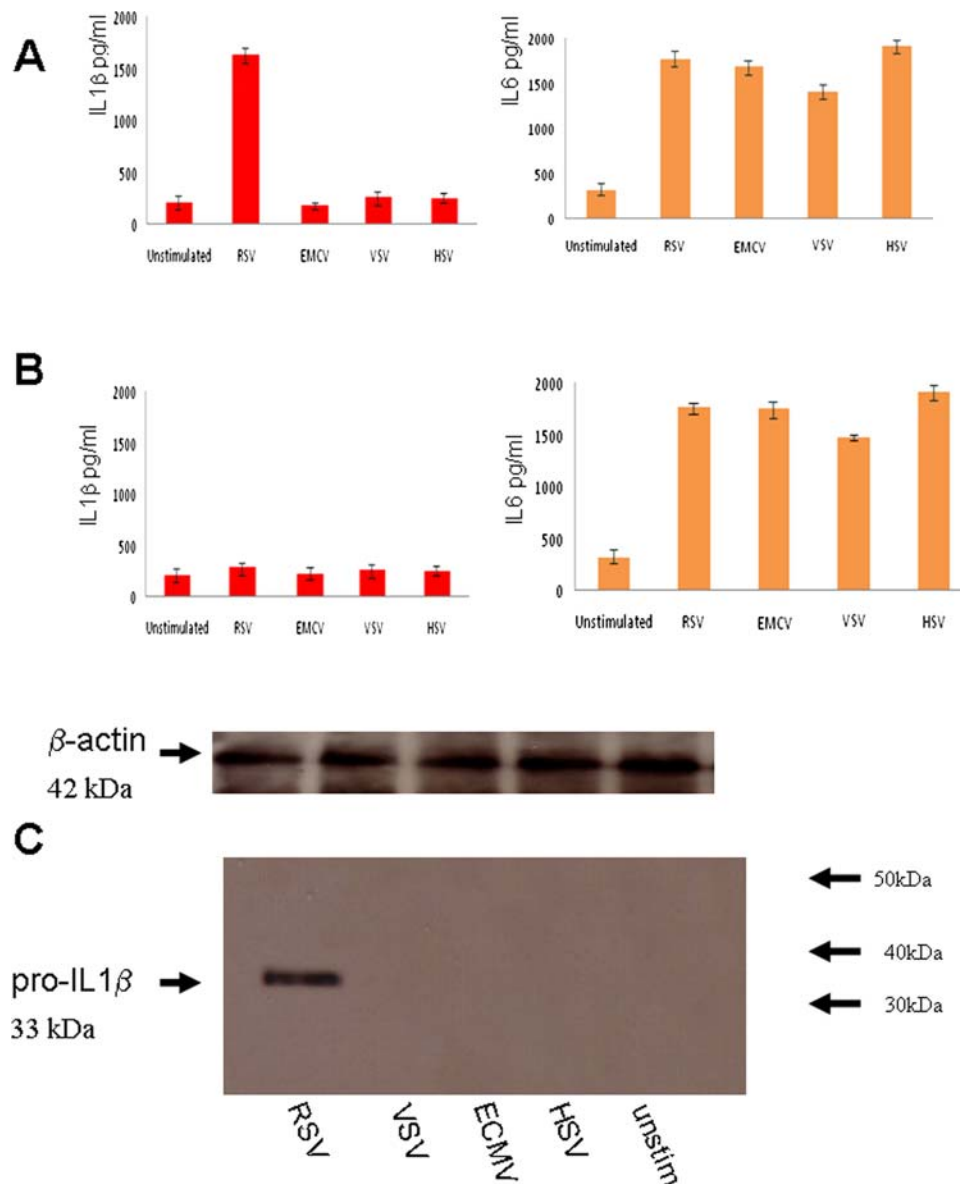 A
IL1β pg/ml
2000
1500
1000
500
0
Unstimulated RSV EMCV VSV HSV
IL6 pg/ml
2000
1500
1000
500
0
Unstimulated RSV EMCV VSV HSV
B
IL1β pg/ml
2000
1500
1000
500
0
Unstimulated RSV EMCV VSV HSV
IL6 pg/ml
2000
1500
1000
500
0
Unstimulated RSV EMCV VSV HSV
β-actin
42 kDa
C
50kDa
40kDa
pro-IL1β
30kDa
33 kDa
RSV VSV ECMV HSV unstim